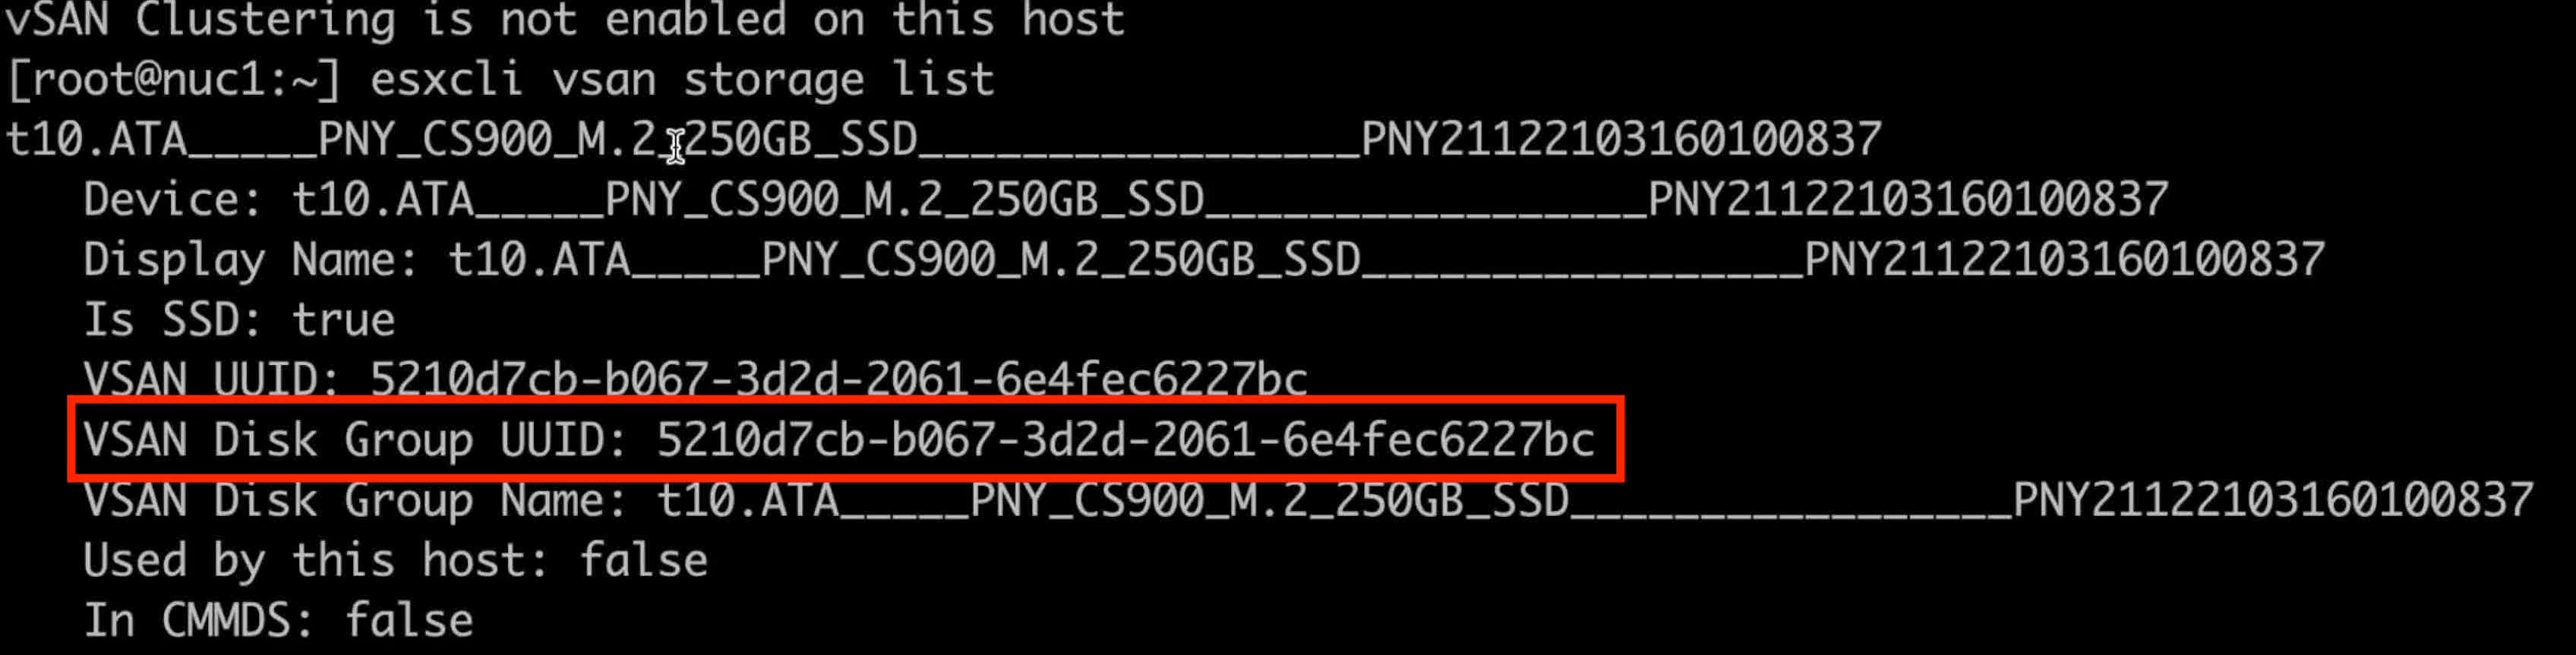 vSAN Clustering is not enabled on this host
[root@nuc1:~] esxcli vsan storage list
t10.ATA_____PNY_CS900_M.2_250GB_SSD_________________PNY21122103160100837
Device: t10.ATA_____PNY_CS900_M.2_250GB_SSD_________________PNY21122103160100837
Display Name: t10.ATA_____PNY_CS900_M.2_250GB_SSD_________________PNY21122103160100837
Is SSD: true
VSAN UUID: 5210d7cb-b067-3d2d-2061-6e4fec6227bc
VSAN Disk Group UUID: 5210d7cb-b067-3d2d-2061-6e4fec6227bc
VSAN Disk Group Name: t10.ATA_____PNY_CS900_M.2_250GB_SSD_________________PNY21122103160100837
Used by this host: false
In CMMDS: false